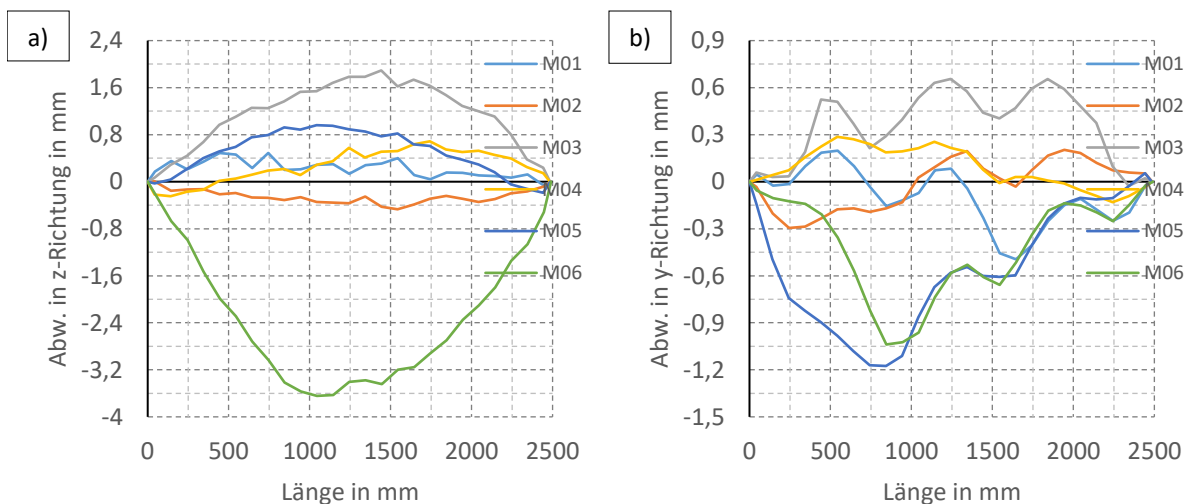 a)
Abw. in z-Richtung in mm
2,4
1,6
0,8
0
-0,8
-1,6
-2,4
-3,2
-4
0 500 1000 1500 2000 2500
Länge in mm
M01
M02
M03
M04
M05
M06
b)
Abw. in y-Richtung in mm
0,9
0,6
0,3
0
-0,3
-0,6
-0,9
-1,2
-1,5
0 500 1000 1500 2000 2500
Länge in mm
M01
M02
M03
M04
M05
M06